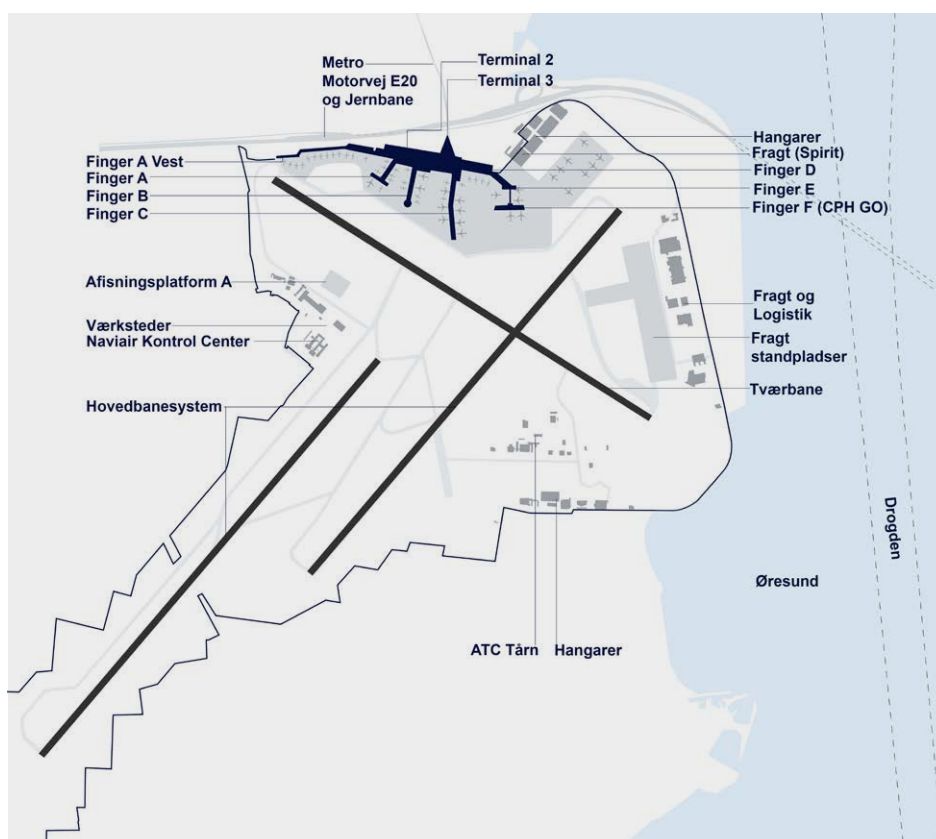 Metro
Motorvej E20
og Jernbane
Terminal 2
Terminal 3
Finger A Vest
Finger A
Finger B
Finger C
Hangarer
Fragt (Spirit)
Finger D
Finger E
Finger F (CPH GO)
Afisningsplatform A
Værksteder
Naviair Kontrol Center
Fragt og
Logistik
Fragt
standpladser
Tværbane
Hovedbanesystem
Drogden
Øresund
ATC Tårn
Hangarer